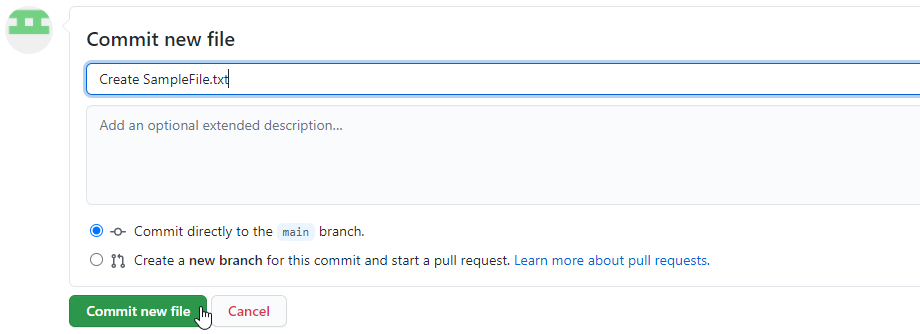 Commit new file
Create SampleFile.txt
Add an optional extended description...
Commit directly to the main branch.
Create a new branch for this commit and start a pull request. Learn more about pull requests.
Commit new file Cancel